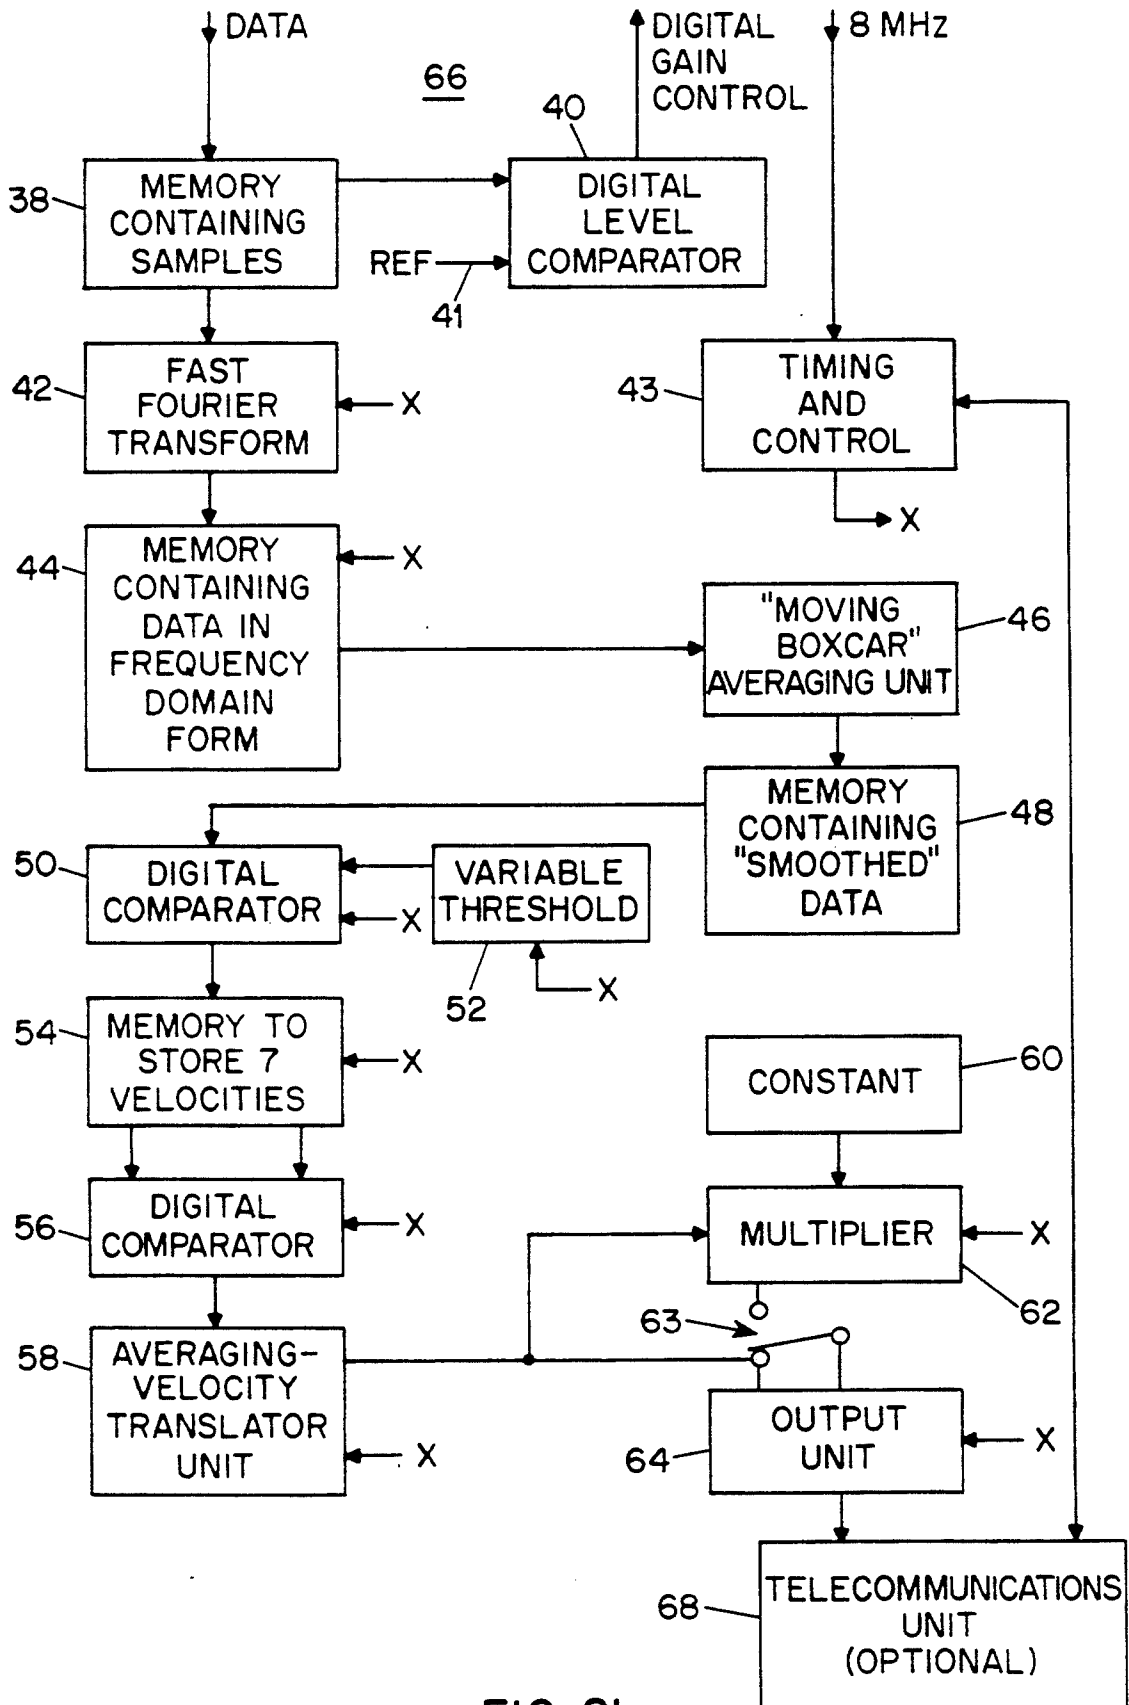 DATA
66
DIGITAL
GAIN
CONTROL
8 MHz
40
38
MEMORY
CONTAINING
SAMPLES
DIGITAL
LEVEL
COMPARATOR
REF
41
42
FAST
FOURIER
TRANSFORM
X
43
TIMING
AND
CONTROL
X
44
MEMORY
CONTAINING
DATA IN
FREQUENCY
DOMAIN
FORM
X
"MOVING
BOXCAR"
AVERAGING UNIT
46
MEMORY
CONTAINING
"SMOOTHED"
DATA
48
50
DIGITAL
COMPARATOR
X
VARIABLE
THRESHOLD
52
X
54
MEMORY TO
STORE 7
VELOCITIES
X
CONSTANT
60
56
DIGITAL
COMPARATOR
X
MULTIPLIER
X
62
63
58
AVERAGING-
VELOCITY
TRANSLATOR
UNIT
X
64
OUTPUT
UNIT
X
68
TELECOMMUNICATIONS
UNIT
(OPTIONAL)